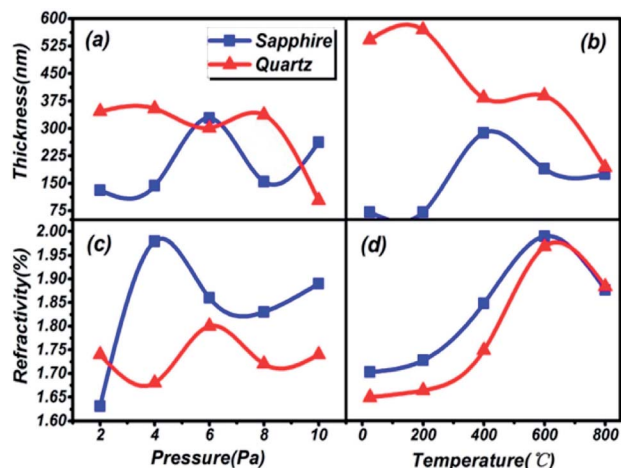 600
525
450
375
300
225
150
75
Thickness(nm)
(a)
Sapphire
Quartz
(b)
2.00
1.95
1.90
1.85
1.80
1.75
1.70
1.65
1.60
Refractivity(%)
(c)
(d)
2 4 6 8 10
0 200 400 600 800
Pressure(Pa)
Temperature(℃)